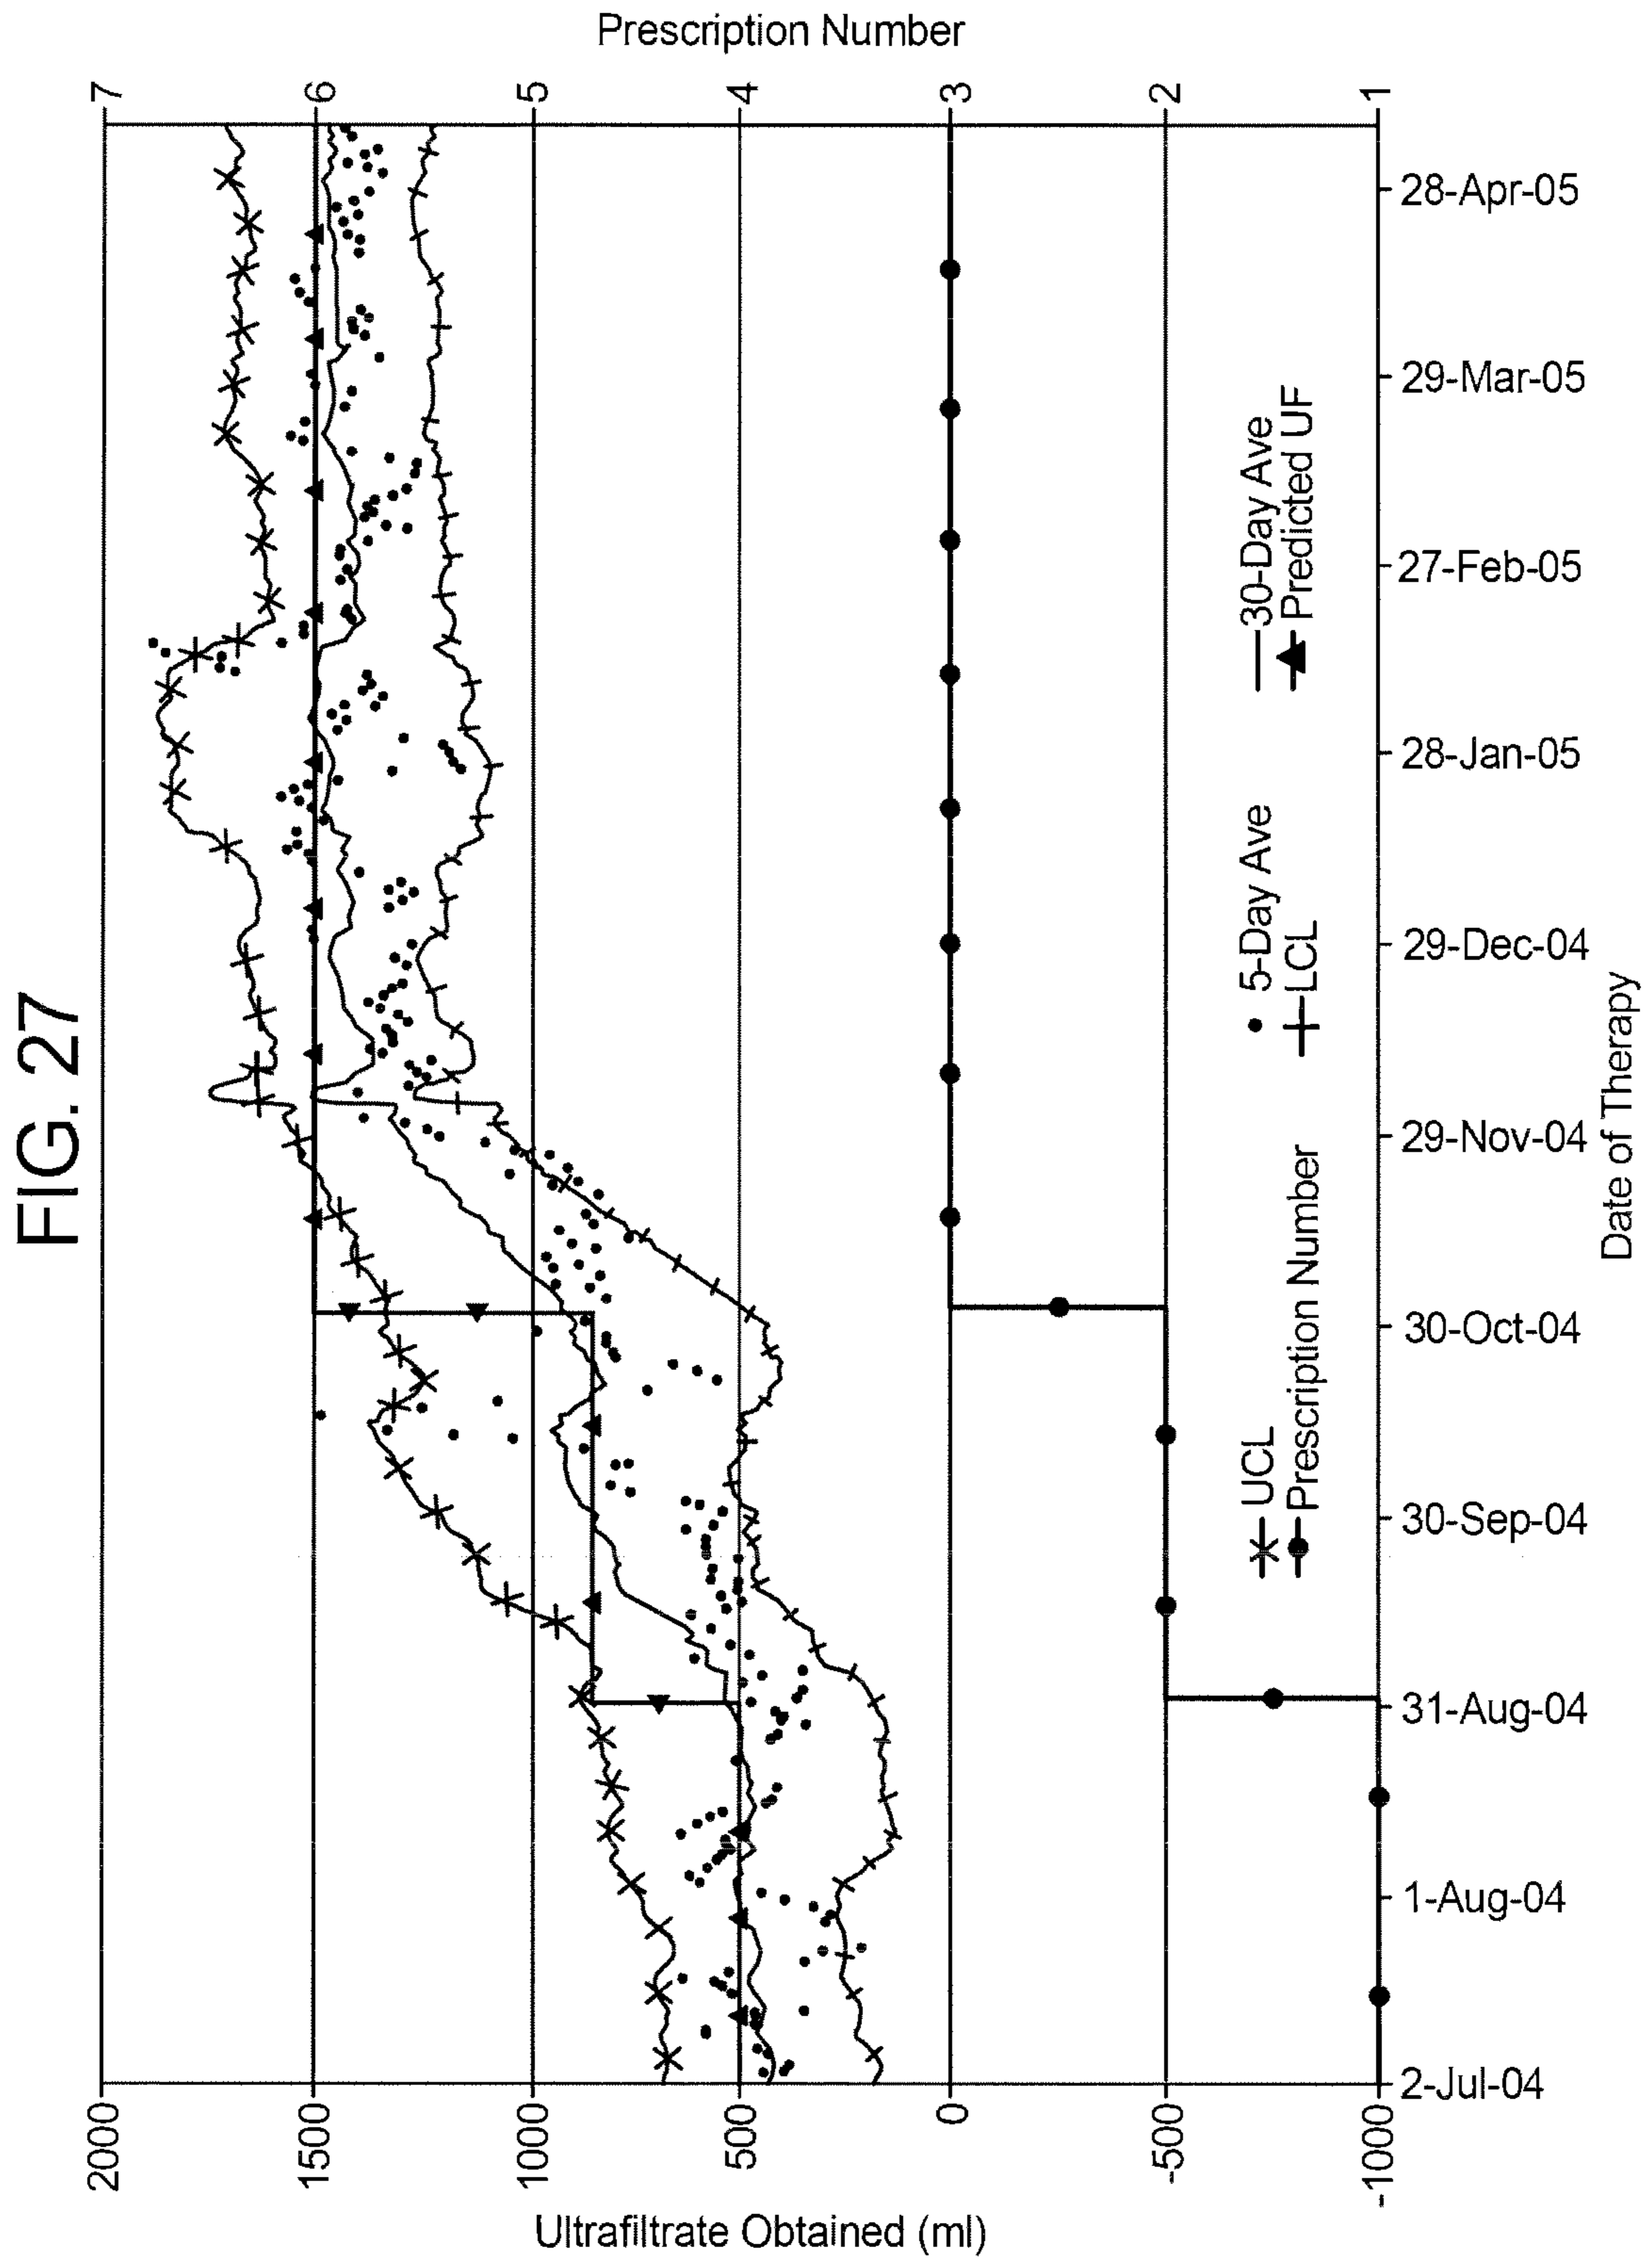 FIG. 27
Ultrafiltrate Obtained (ml)
2000
1500
1000
500
0
-500
-1000
Prescription Number
7
6
5
4
3
2
1
UCL
5-Day Ave
30-Day Ave
Prescription Number
LCL
Predicted UF
2-Jul-04
1-Aug-04
31-Aug-04
30-Sep-04
30-Oct-04
29-Nov-04
29-Dec-04
28-Jan-05
27-Feb-05
29-Mar-05
28-Apr-05
Date of Therapy